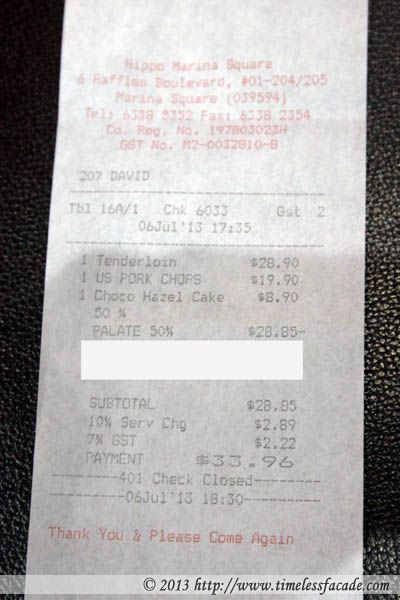 Hippo Marina Square
6 Raffles Boulevard, #01-204/205
Marina Square (039594)
Tel: 6338 5352 Fax: 6338 2354
Co. Reg. No. 197803023H
GST No. M2-0032810-8
207 DAVID
Tbl 16A/1 Chk 6033 Gst 2
06Jul'13 17:35
1 Tenderloin $28.90
1 US PORK CHOPS $19.90
1 Choco Hazel Cake $8.90
50 %
PALATE 50% $28.85-
SUBTOTAL $28.85
10% Serv Chg $2.89
7% GST $2.22
PAYMENT $33.96
----------401 Check Closed----------
----------06Jul'13 18:30----------
Thank You & Please Come Again
© 2013 http://www.timelessfacade.com